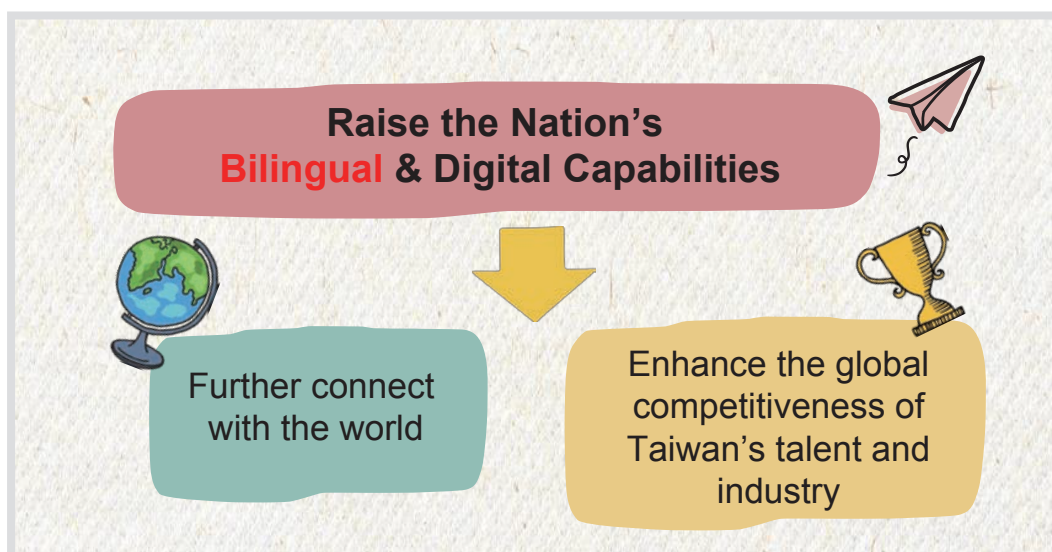 Raise the Nation’s
Bilingual & Digital Capabilities
Further connect
with the world
Enhance the global
competitiveness of
Taiwan’s talent and
industry